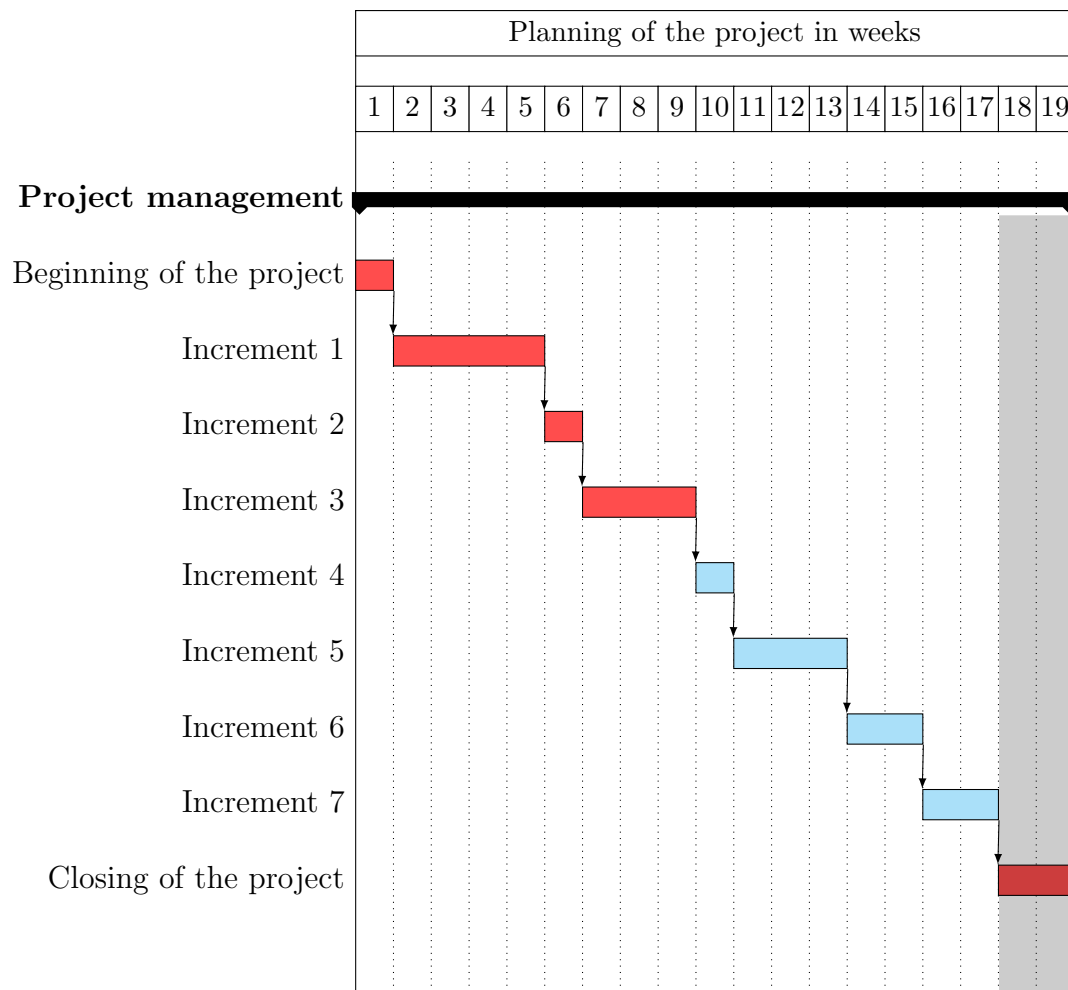 Planning of the project in weeks
1 2 3 4 5 6 7 8 9 10 11 12 13 14 15 16 17 18 19
Project management
Beginning of the project
Increment 1
Increment 2
Increment 3
Increment 4
Increment 5
Increment 6
Increment 7
Closing of the project